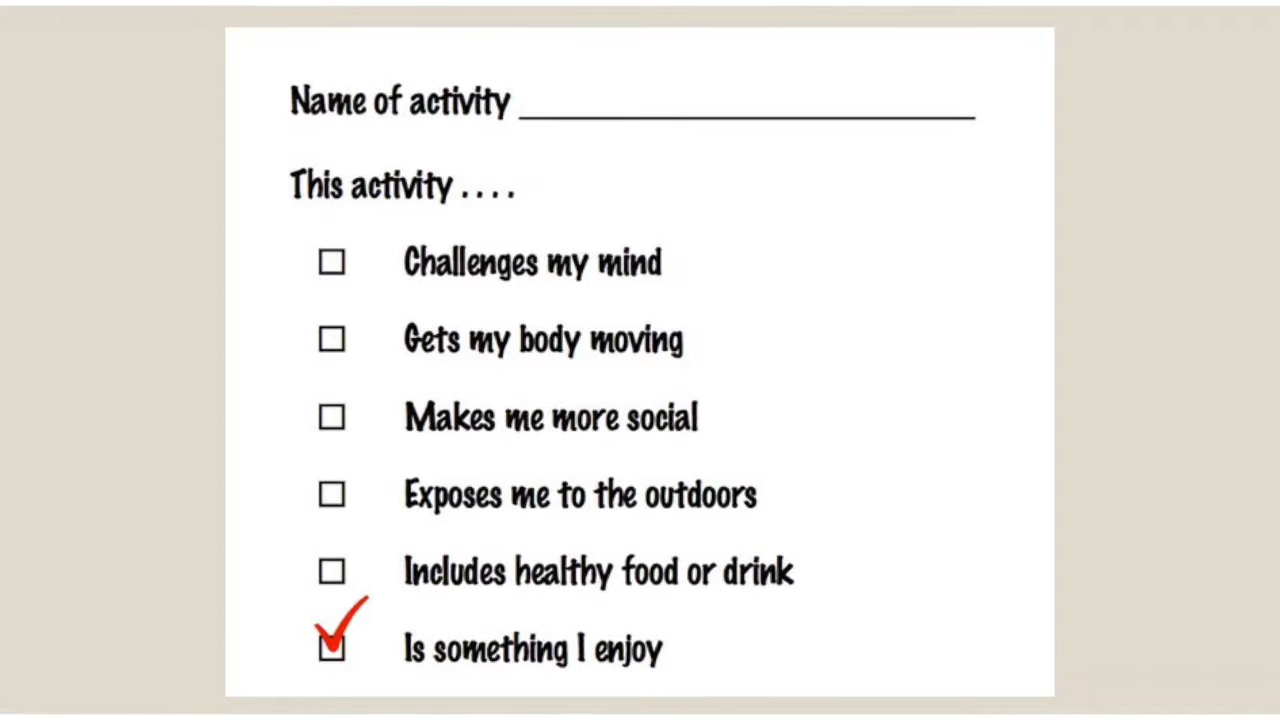 Name of activity ____________________
This activity . . . .
☐ Challenges my mind
☐ Gets my body moving
☐ Makes me more social
☐ Exposes me to the outdoors
☐ Includes healthy food or drink
☑ Is something I enjoy